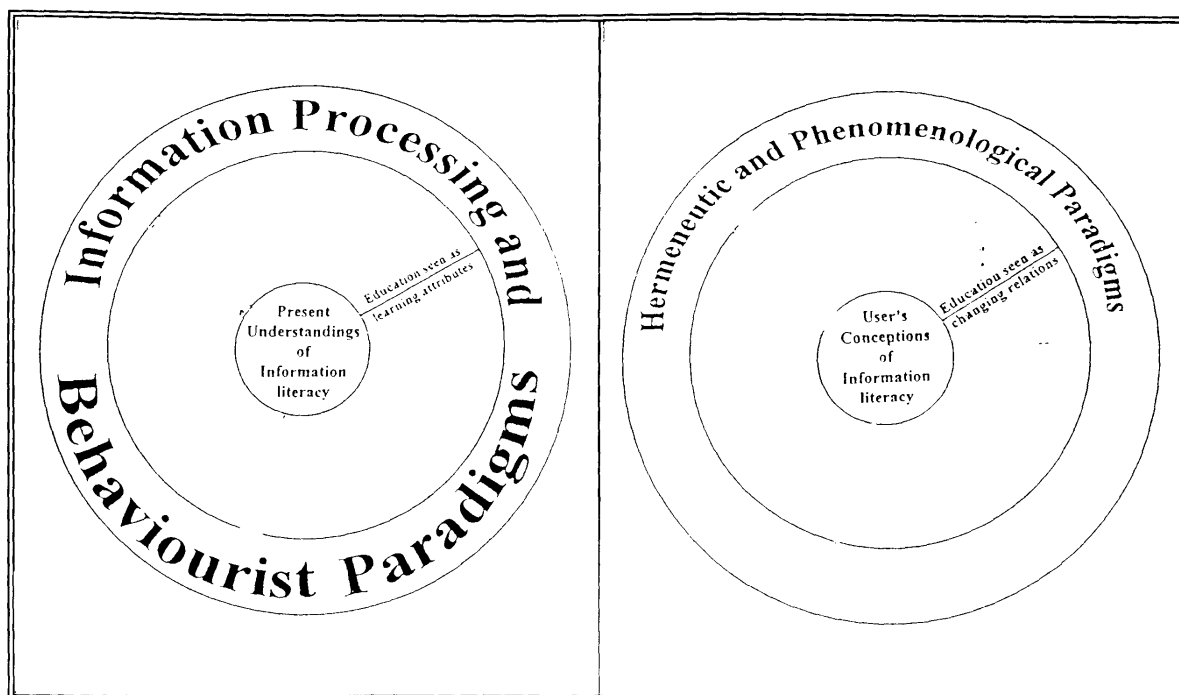 Information Processing and
Behaviourist Paradigms
Education seen as
learning attributes
Present
Understandings
of
Information
literacy
Hermeneutic and Phenomenological Paradigms
Education seen as
changing relations
User's
Conceptions
of
Information
literacy